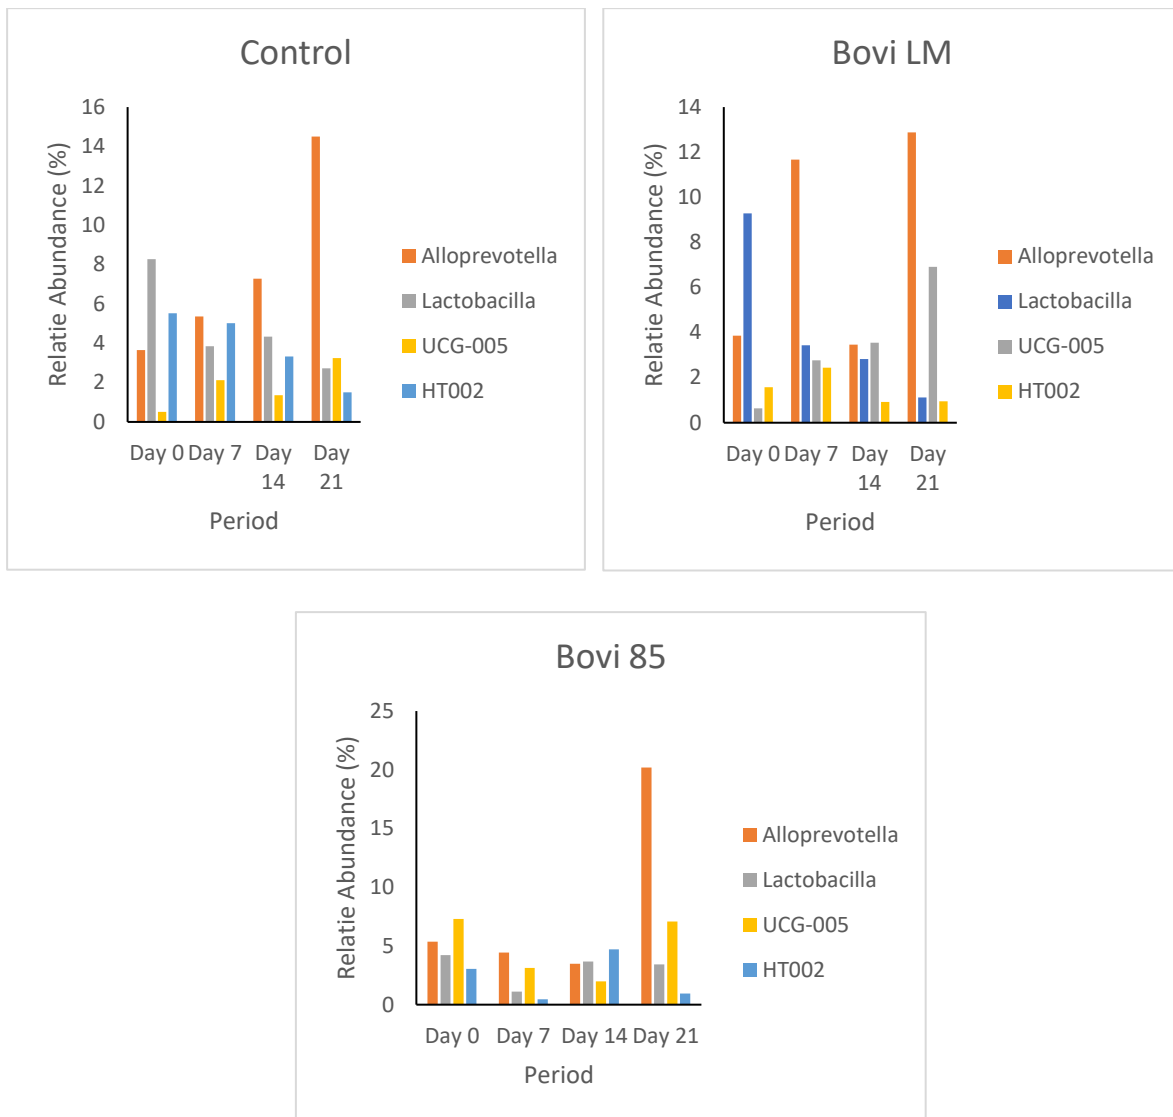 Control
Relatie Abundance (%)
16
14
12
10
8
6
4
2
0
Day 0 Day 7 Day Day
14 21
Period
Alloprevotella
Lactobacilla
UCG-005
HT002
Bovi LM
Relatie Abundance (%)
14
12
10
8
6
4
2
0
Day 0 Day 7 Day Day
14 21
Period
Alloprevotella
Lactobacilla
UCG-005
HT002
Bovi 85
Relatie Abundance (%)
25
20
15
10
5
0
Day 0 Day 7 Day 14 Day 21
Period
Alloprevotella
Lactobacilla
UCG-005
HT002